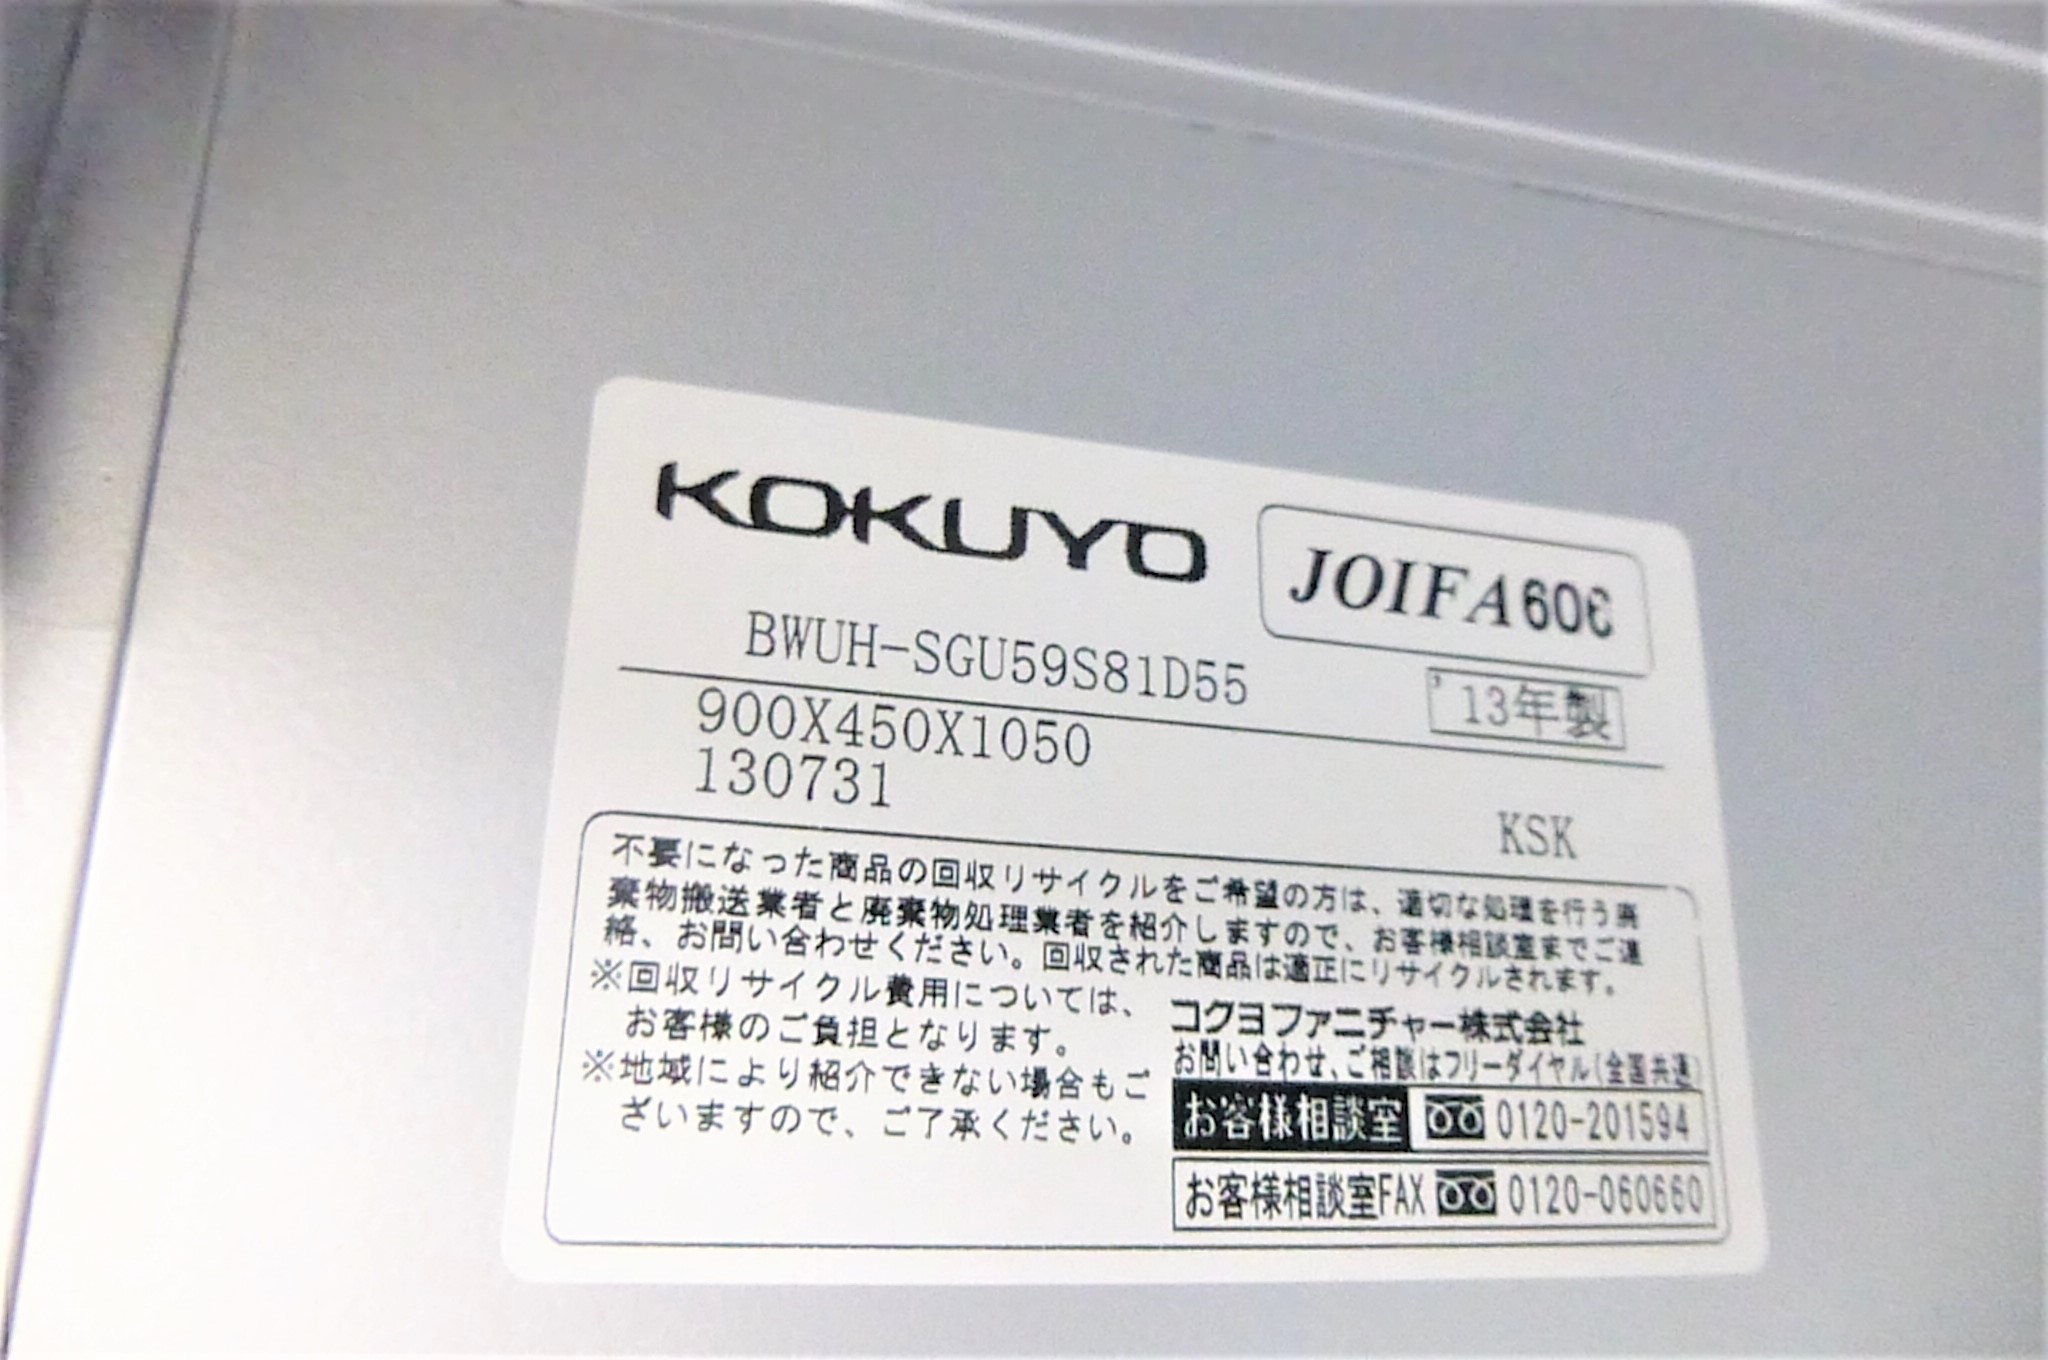 KOKUYO
JOIFA606
BWUH-SGU59S81D55
'13年製
900X450X1050
130731
KSK
不要になった商品の回収リサイクルをご希望の方は、適切な処理を行う廃
棄物搬送業者と廃棄物処理業者を紹介しますので、お客様相談室までご連
絡、お問い合わせください。回収された商品は適正にリサイクルされます。
※回収リサイクル費用については、
お客様のご負担となります。
※地域により紹介できない場合もご
ざいますので、ご了承ください。
コクヨファニチャー株式会社
お問い合わせ、ご相談はフリーダイヤル(全国共通)
お客様相談室 0120-201594
お客様相談室FAX 0120-060660